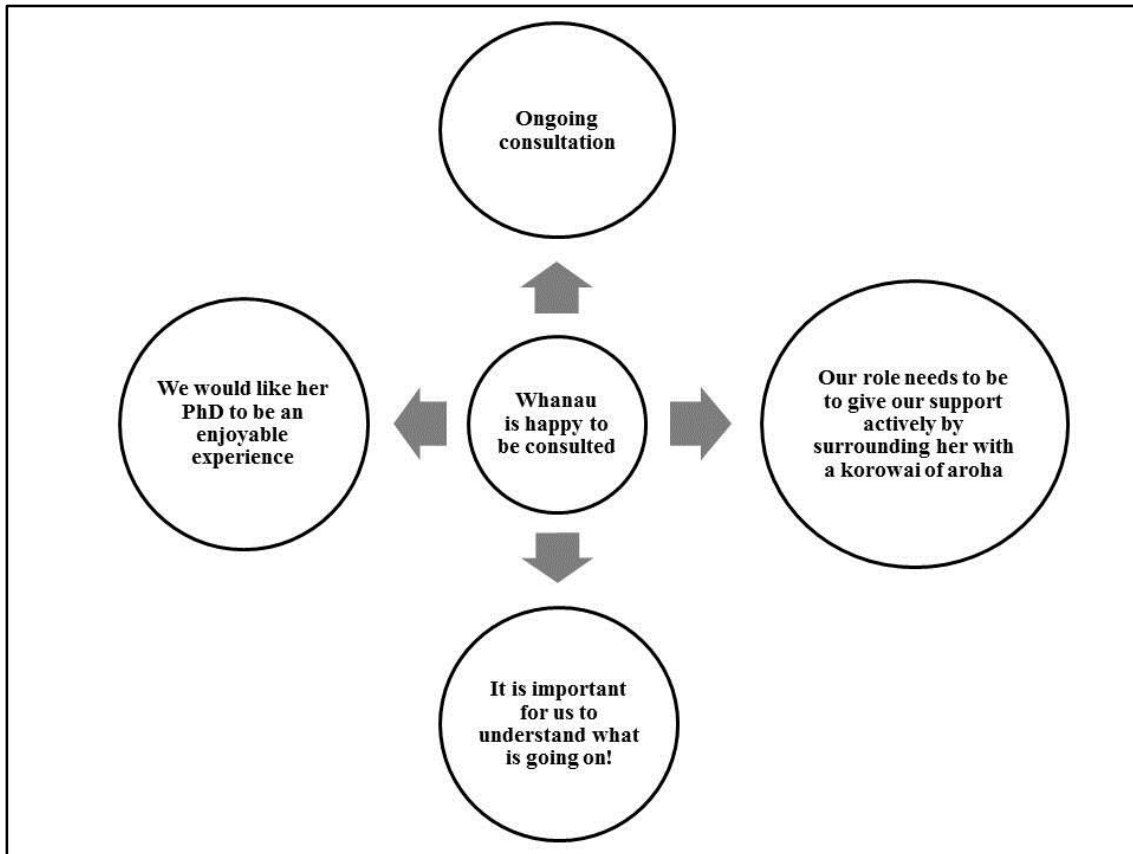 Ongoing
consultation
We would like her
PhD to be an
enjoyable
experience
Whanau
is happy to
be consulted
Our role needs to be
to give our support
actively by
surrounding her with
a korowai of aroha
It is important
for us to
understand what
is going on!